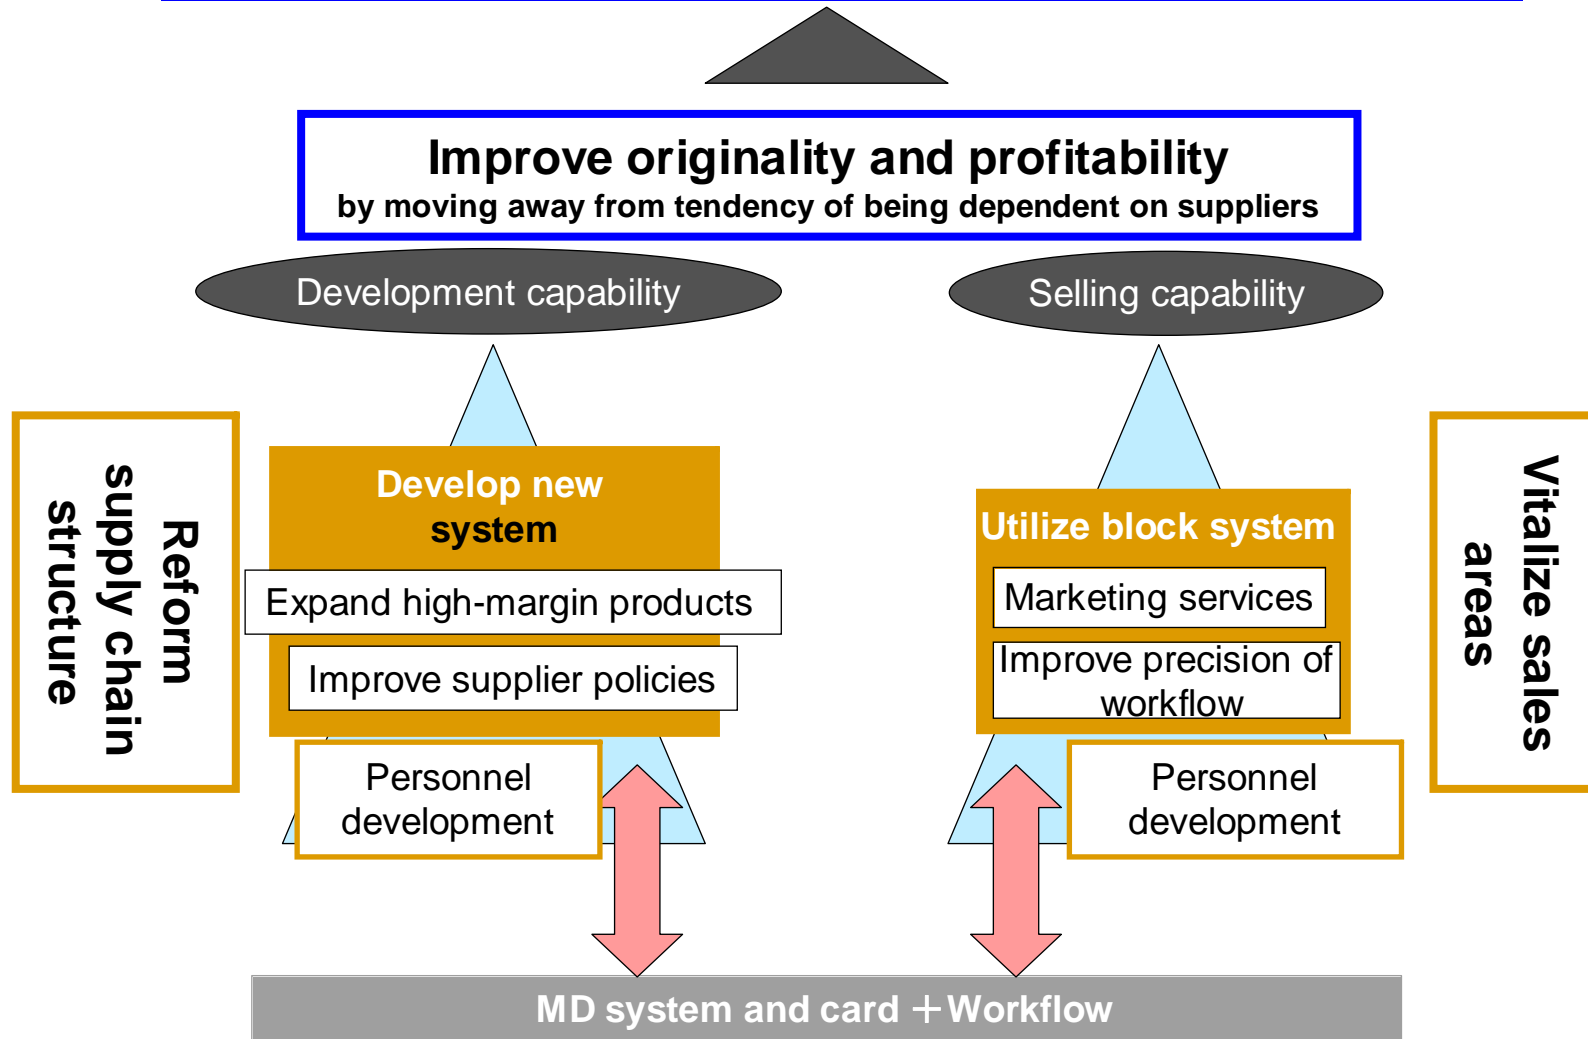 Improve originality and profitability
by moving away from tendency of being dependent on suppliers
Development capability
Selling capability
Reform
supply chain
structure
Develop new
system
Expand high-margin products
Improve supplier policies
Personnel
development
Utilize block system
Marketing services
Improve precision of
workflow
Personnel
development
Vitalize sales
areas
MD system and card +Workflow